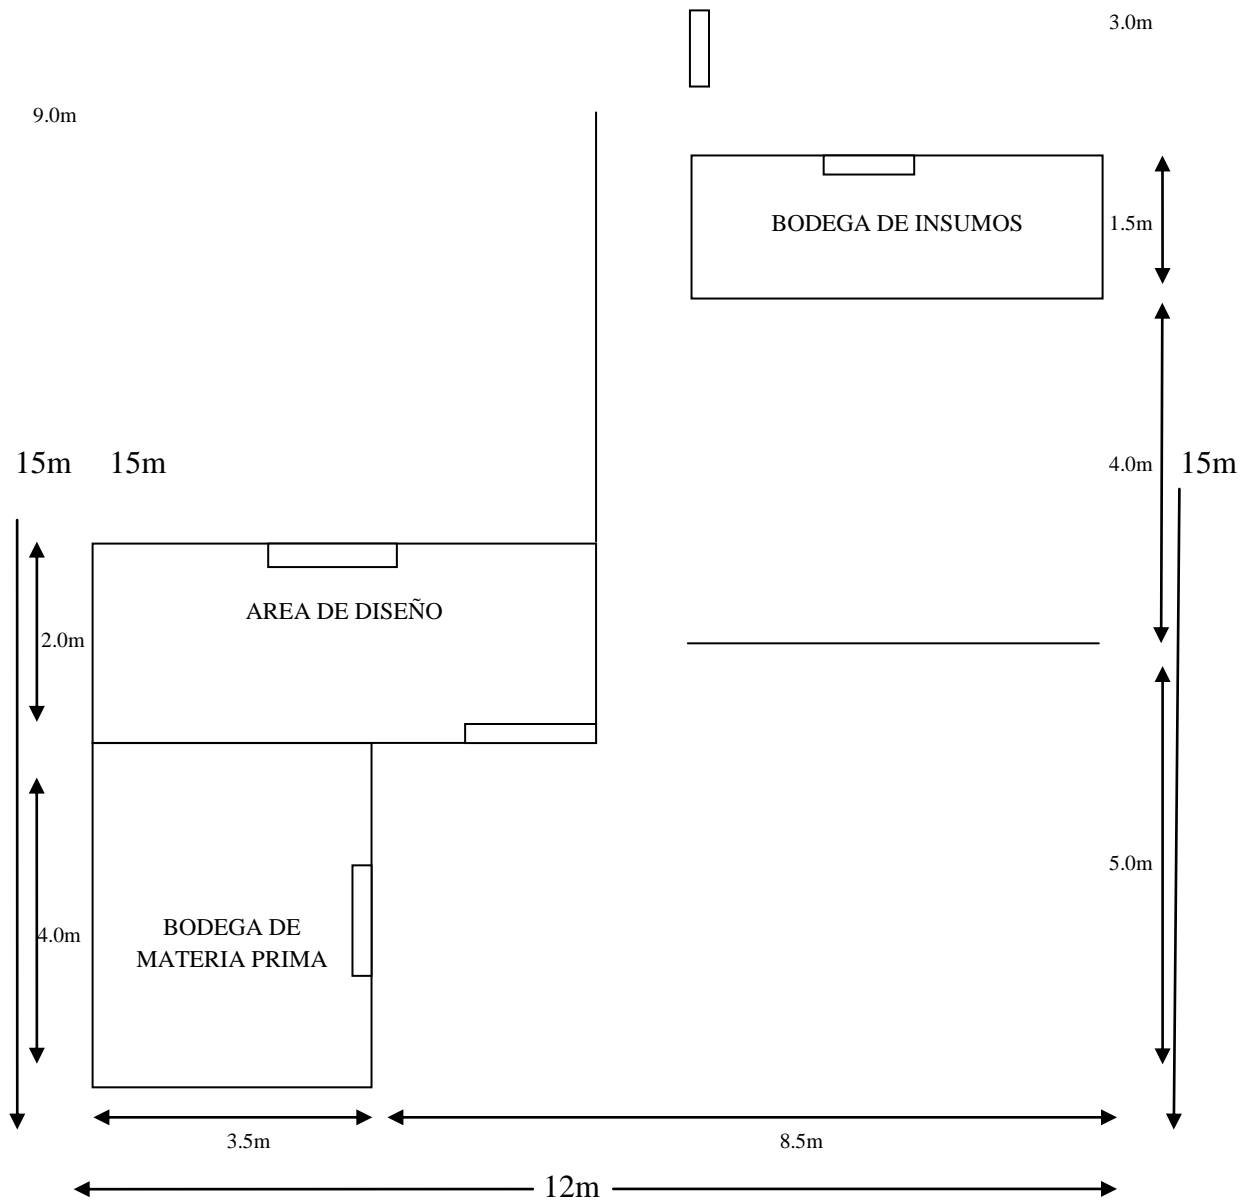 3.0m
9.0m
BODEGA DE INSUMOS
1.5m
15m
15m
4.0m
15m
AREA DE DISEÑO
2.0m
5.0m
BODEGA DE
MATERIA PRIMA
4.0m
3.5m
8.5m
12m